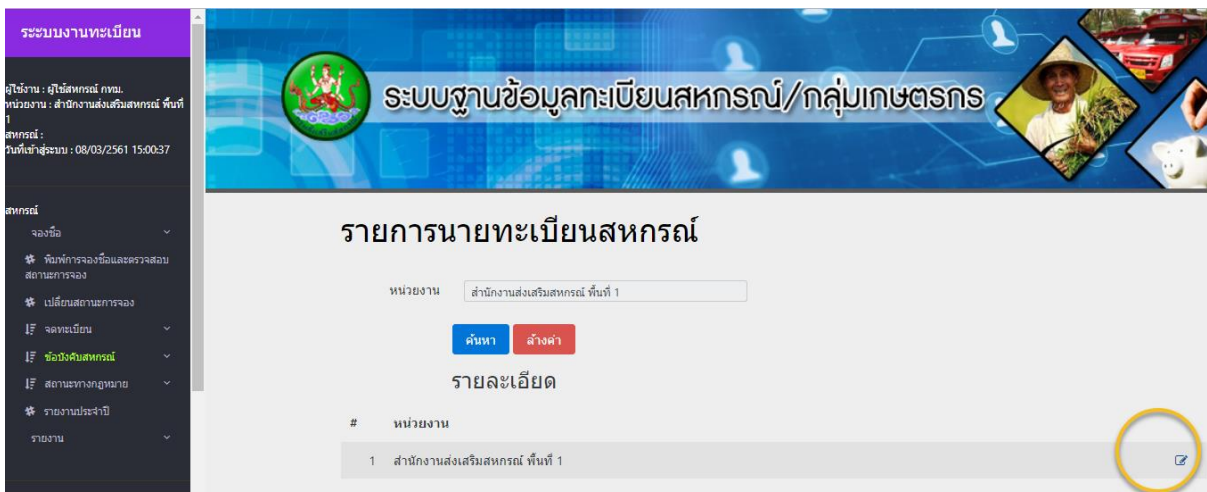 ระะบบงานทะเบียน
ผู้ใช้งาน : ผู้ใช้สหกรณ์ กทม.
หน่วยงาน : สำนักงานส่งเสริมสหกรณ์ พื้นที่
1
สหกรณ์ :
วันที่เข้าสู่ระบบ : 08/03/2561 15:00:37
สหกรณ์
จองชื่อ
พิมพ์การจองชื่อและตรวจสอบ
สถานะการจอง
เปลี่ยนสถานะการจอง
จดทะเบียน
ข้อบังคับสหกรณ์
สถานะทางกฎหมาย
รายงานประจำปี
รายงาน
ระบบฐานข้อมูลทะเบียนสหกรณ์/กลุ่มเกษตรกร
รายการนายทะเบียนสหกรณ์
หน่วยงาน สำนักงานส่งเสริมสหกรณ์ พื้นที่ 1
ค้นหา ล้างค่า
รายละเอียด
# หน่วยงาน
1 สำนักงานส่งเสริมสหกรณ์ พื้นที่ 1